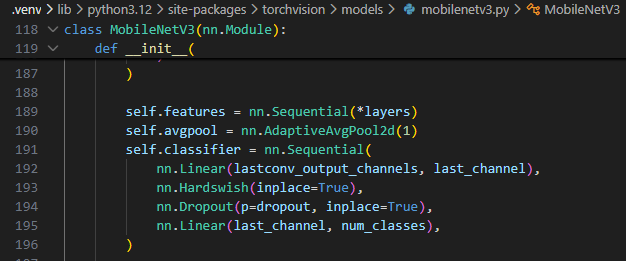 .venv > lib > python3.12 > site-packages > torchvision > models > mobilenetv3.py > MobileNetV3
118 class MobileNetV3(nn.Module):
119     def __init__(
187         )
188
189         self.features = nn.Sequential(*layers)
190         self.avgpool = nn.AdaptiveAvgPool2d(1)
191         self.classifier = nn.Sequential(
192             nn.Linear(lastconv_output_channels, last_channel),
193             nn.Hardswish(inplace=True),
194             nn.Dropout(p=dropout, inplace=True),
195             nn.Linear(last_channel, num_classes),
196         )